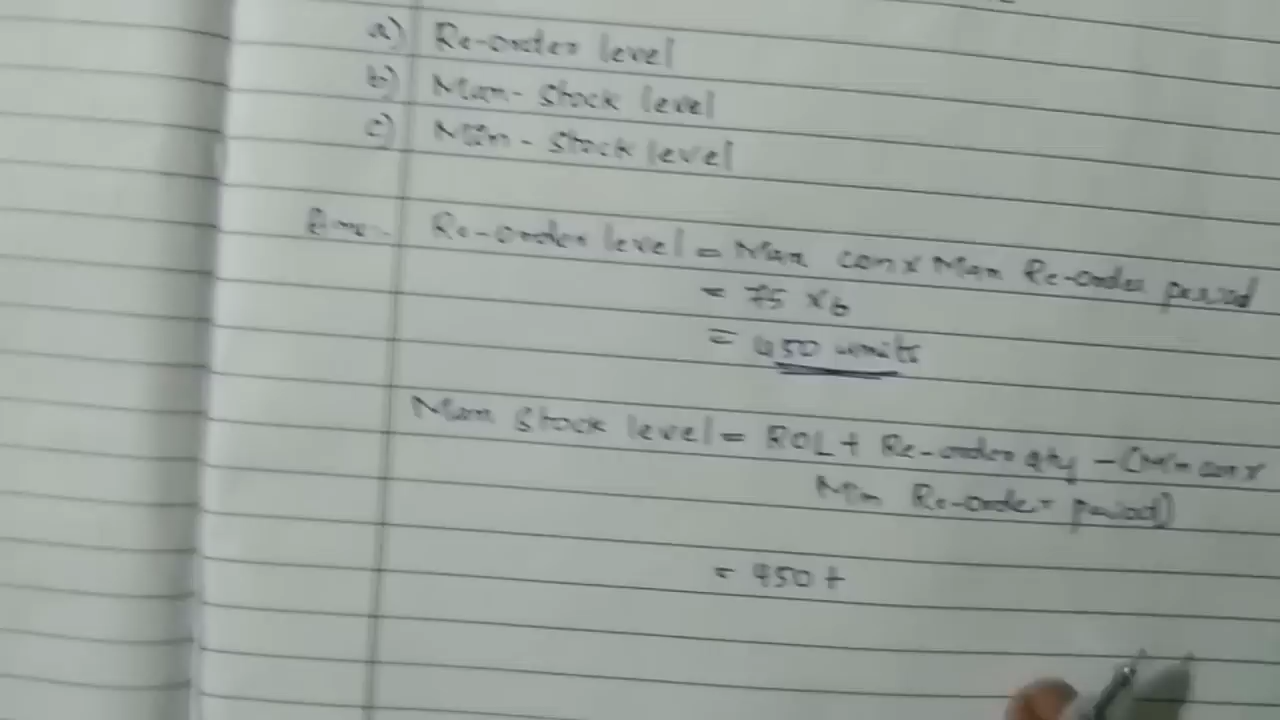 a) Re-order level
b) Max-Stock level
c) Min-Stock level
Ans:- Re-order level = Max con x Max Re-order period
= 75 x 6
= 450 units
Max Stock level = ROL + Re-order qty - (Min con x
Min Re-order period)
= 450 +